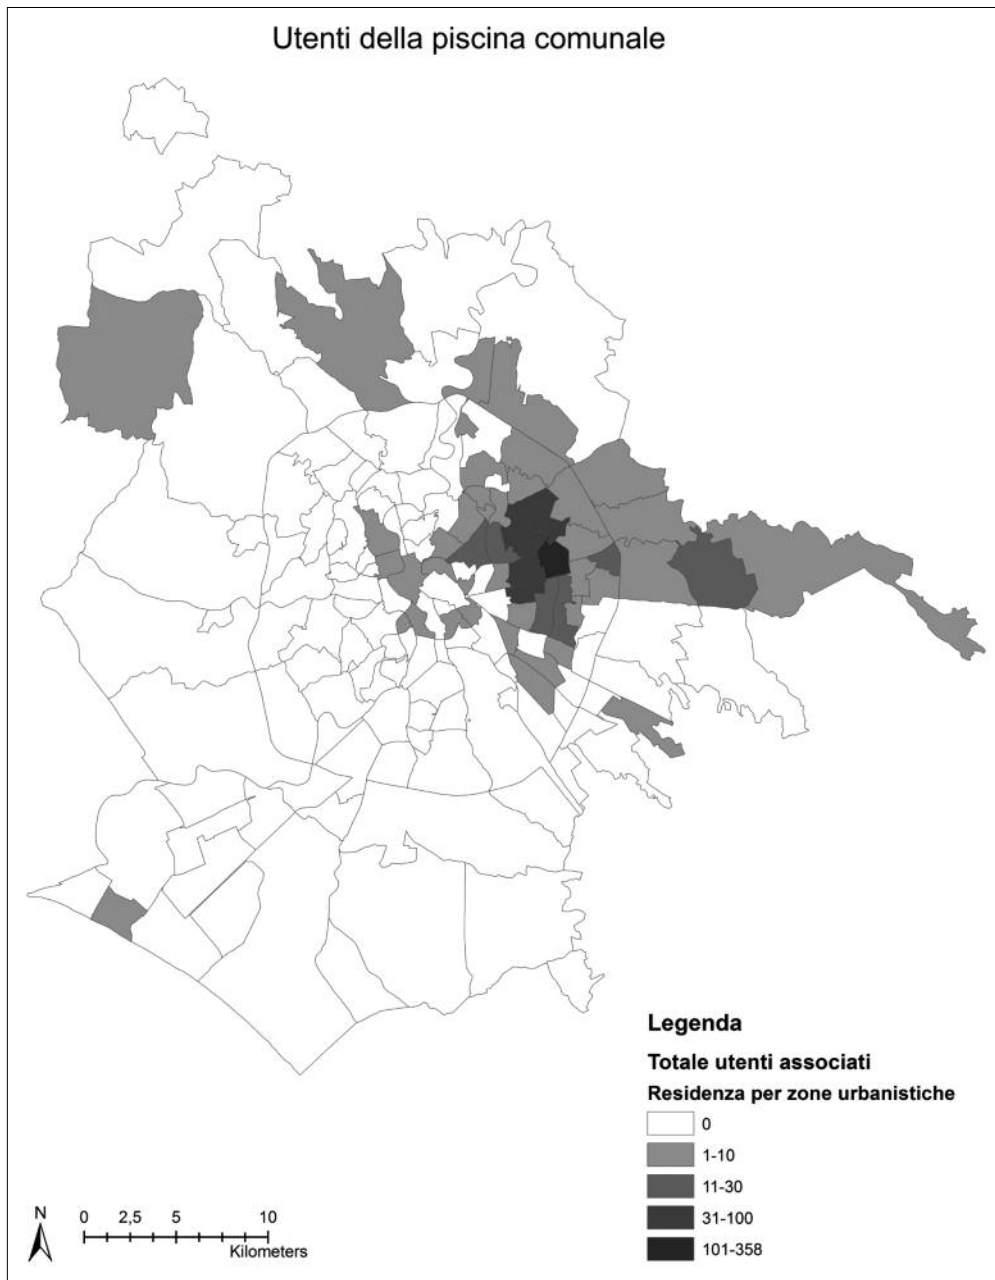 Utenti della piscina comunale
Legenda
Totale utenti associati
Residenza per zone urbanistiche
0
1-10
11-30
31-100
101-358
N
0 2,5 5 10
Kilometers